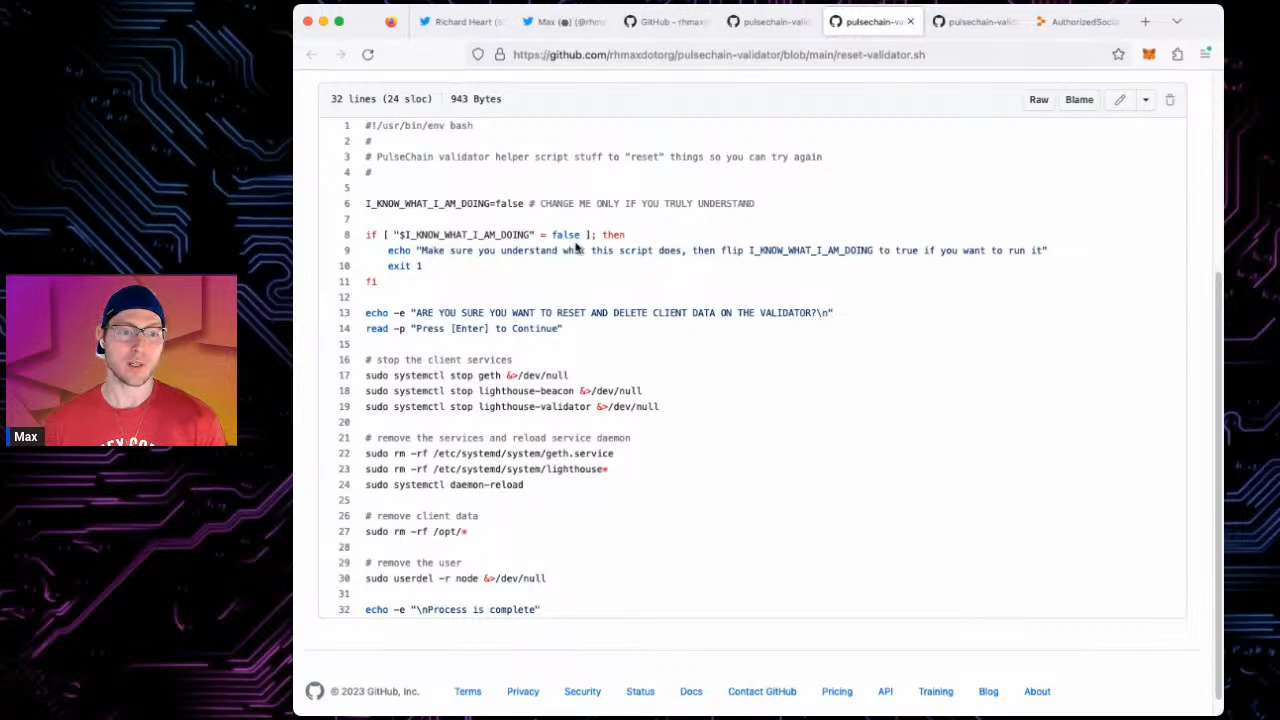 Richard Heart (
Max (●) (@rhm
GitHub – rhmax
pulsechain-vali
pulsechain-va
pulsechain-vali
AuthorizedSocia
https://github.com/rhmaxdotorg/pulsechain-validator/blob/main/reset-validator.sh
32 lines (24 sloc) 943 Bytes
Raw Blame
1 #!/usr/bin/env bash
2 #
3 # PulseChain validator helper script stuff to "reset" things so you can try again
4 #
5
6 I_KNOW_WHAT_I_AM_DOING=false # CHANGE ME ONLY IF YOU TRULY UNDERSTAND
7
8 if [ "$I_KNOW_WHAT_I_AM_DOING" = false ]; then
9 echo "Make sure you understand what this script does, then flip I_KNOW_WHAT_I_AM_DOING to true if you want to run it"
10 exit 1
11 fi
12
13 echo -e "ARE YOU SURE YOU WANT TO RESET AND DELETE CLIENT DATA ON THE VALIDATOR?\n"
14 read -p "Press [Enter] to Continue"
15
16 # stop the client services
17 sudo systemctl stop geth &>/dev/null
18 sudo systemctl stop lighthouse-beacon &>/dev/null
19 sudo systemctl stop lighthouse-validator &>/dev/null
20
21 # remove the services and reload service daemon
22 sudo rm -rf /etc/systemd/system/geth.service
23 sudo rm -rf /etc/systemd/system/lighthouse*
24 sudo systemctl daemon-reload
25
26 # remove client data
27 sudo rm -rf /opt/*
28
29 # remove the user
30 sudo userdel -r node &>/dev/null
31
32 echo -e "\nProcess is complete"
Max
© 2023 GitHub, Inc. Terms Privacy Security Status Docs Contact GitHub Pricing API Training Blog About